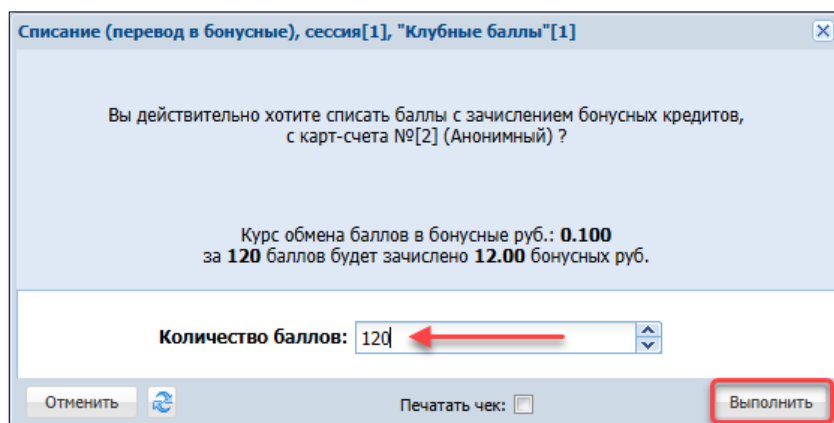 Списание (перевод в бонусные), сессия[1], "Клубные баллы"[1]
Вы действительно хотите списать баллы с зачислением бонусных кредитов,
с карт-счета №[2] (Анонимный) ?
Курс обмена баллов в бонусные руб.: 0.100
за 120 баллов будет зачислено 12.00 бонусных руб.
Количество баллов: 120
Отменить Печатать чек: Выполнить